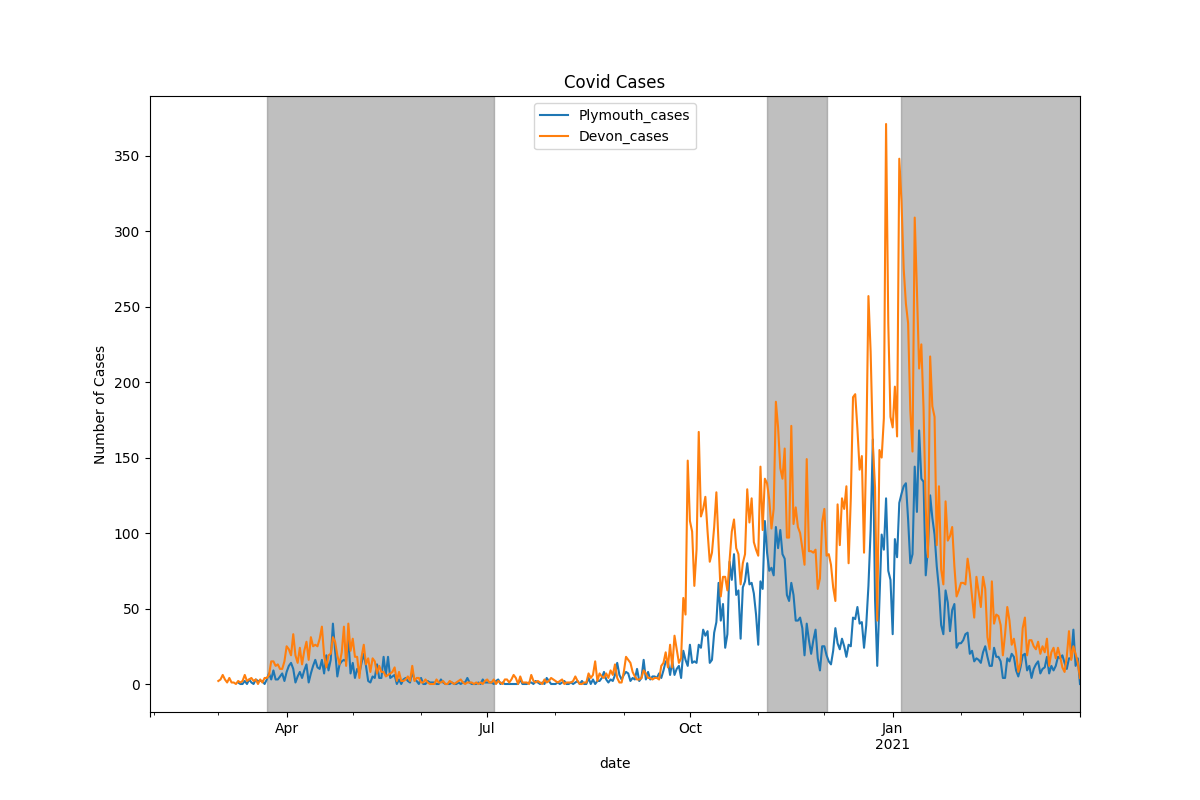 Covid Cases
Plymouth_cases
Devon_cases
Number of Cases
350
300
250
200
150
100
50
0
Apr
Jul
Oct
Jan
2021
date